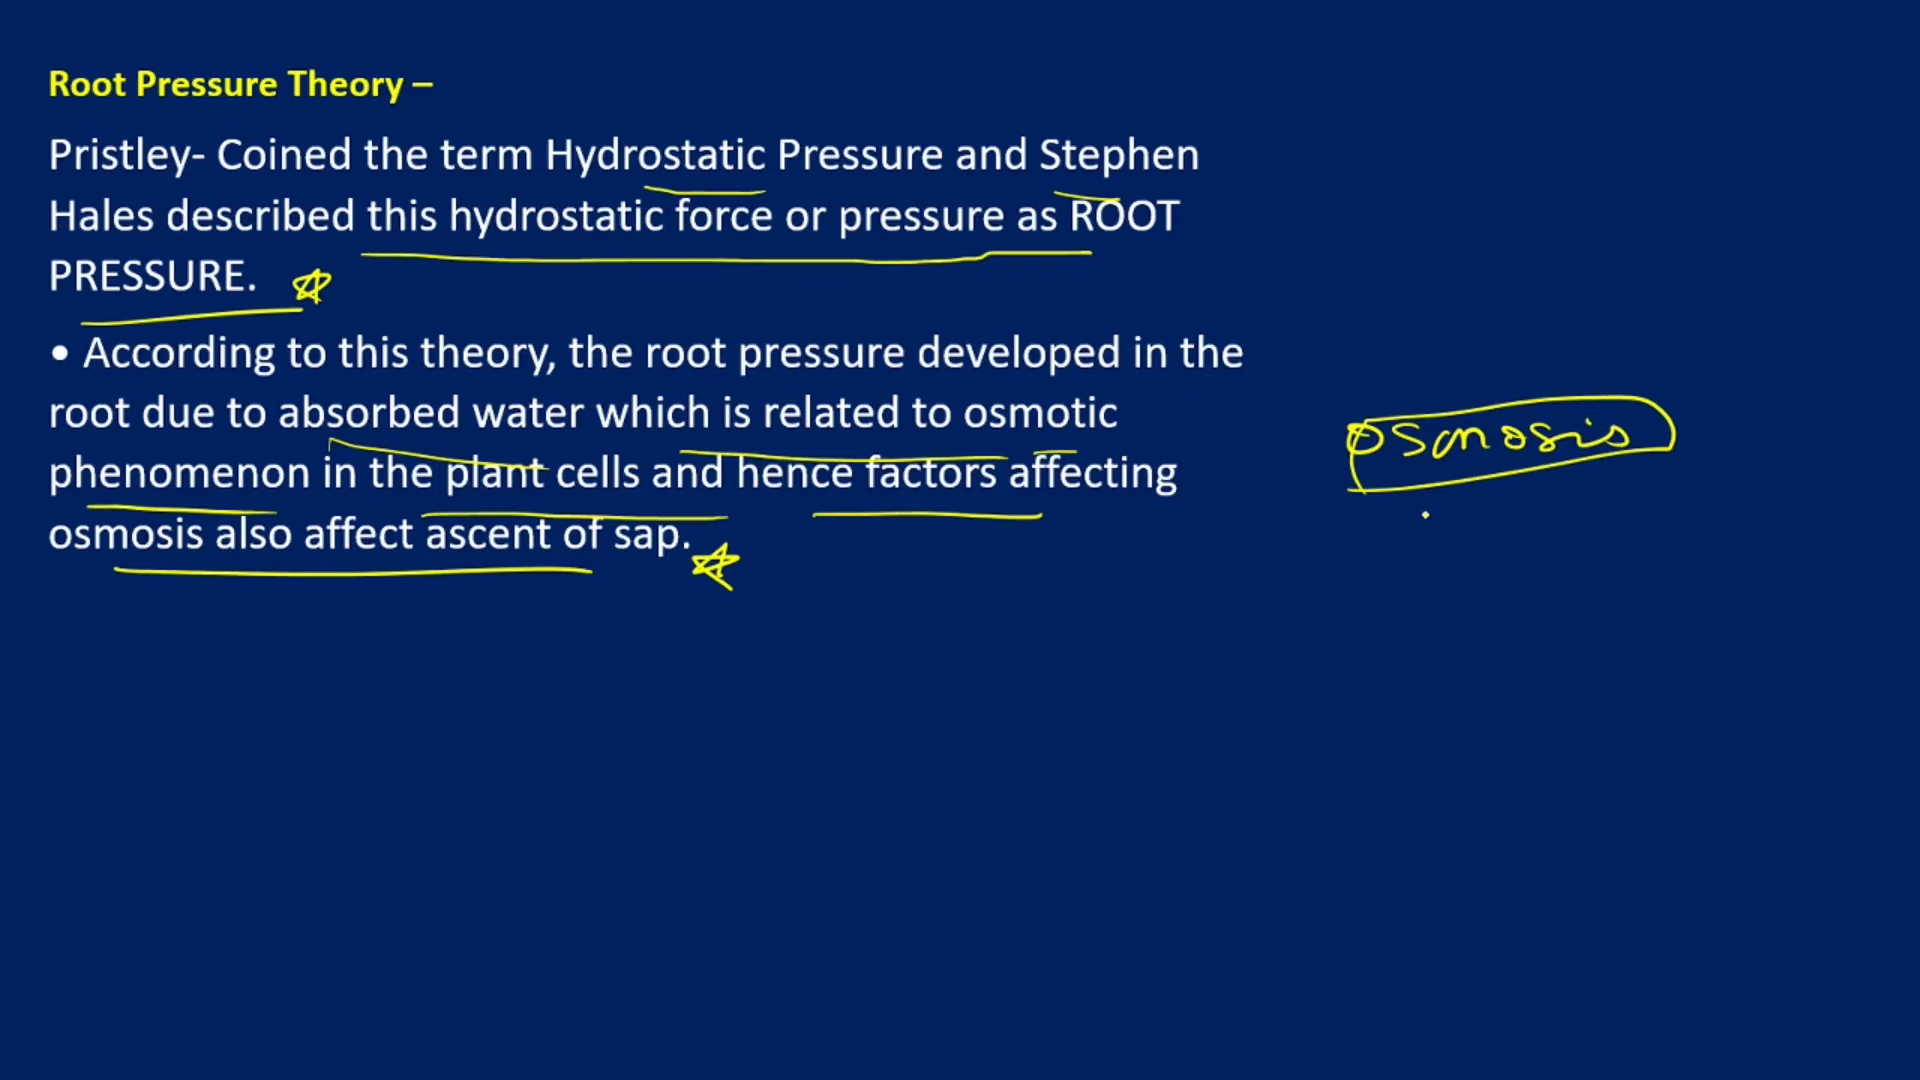 Root Pressure Theory –
Pristley- Coined the term Hydrostatic Pressure and Stephen
Hales described this hydrostatic force or pressure as ROOT
PRESSURE.
• According to this theory, the root pressure developed in the
root due to absorbed water which is related to osmotic
phenomenon in the plant cells and hence factors affecting
osmosis also affect ascent of sap.
osmosis